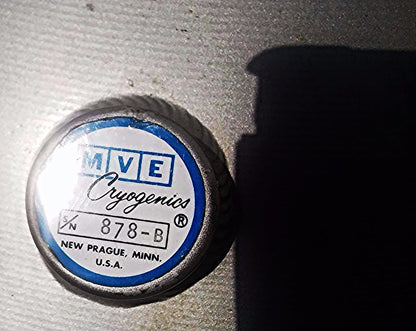 MVE
Cryogenics
®
S/N 878-B
NEW PRAGUE, MINN.
U.S.A.